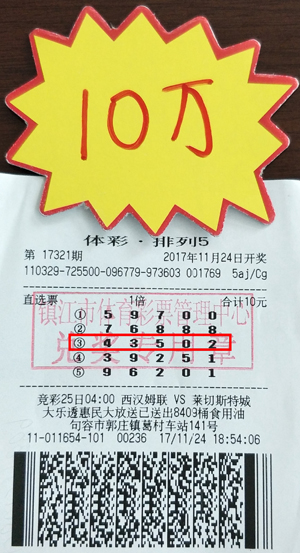 10万
体彩·排列5
第 17321期 2017年11月24日开奖
110329-725500-096779-973603 001769 5aj/Cg
直选票 1倍 合计10元
镇江市体育彩票管理中心
① 5 9 7 0 0
② 7 6 8 8 8
③ 4 3 5 0 2
兑奖专用章
④ 3 9 2 5 1
⑤ 9 6 2 0 1
竞彩25日04:00 西汉姆联 VS 莱切斯特城
大乐透惠民大放送已送出8409桶食用油
句容市郭庄镇葛村车站141号
11-011654-101 00236 17/11/24 18:54:06